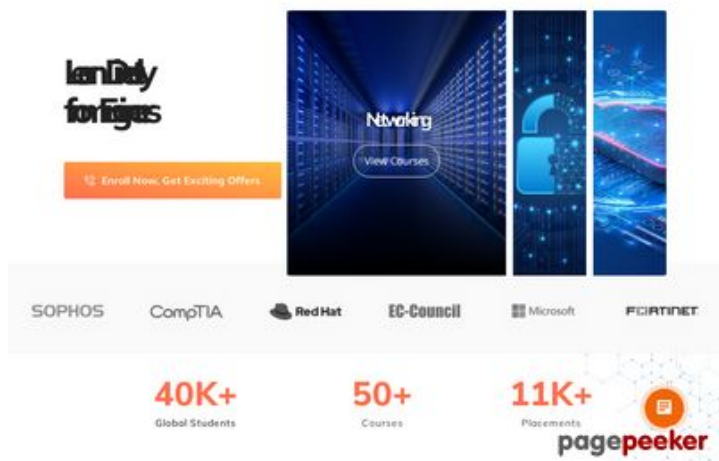 Enroll Now, Get Exciting Offers
Networking
View Courses
SOPHOS
CompTIA
Red Hat
EC-Council
Microsoft
FORTINET
40K+
50+
11K+
Global Students
Courses
Placements
pagepeeker